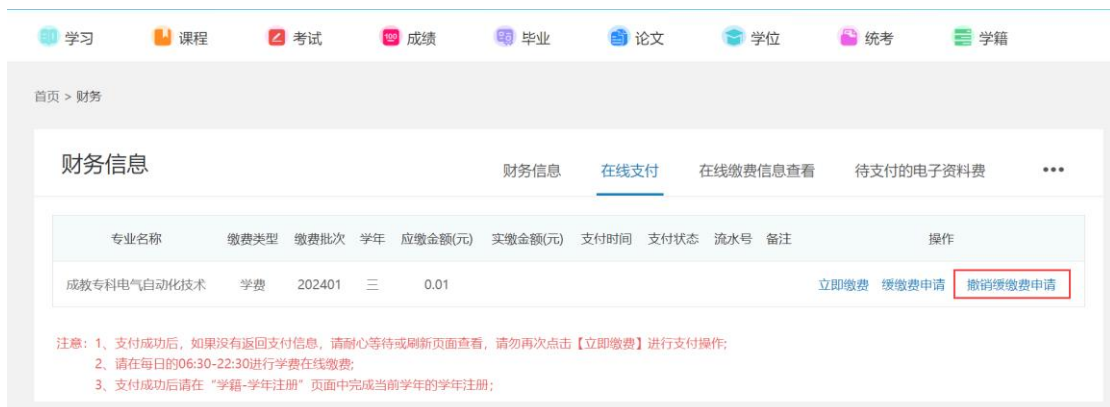 学习 课程 考试 成绩 毕业 论文 学位 统考 学籍
首页 > 财务
财务信息 财务信息 在线支付 在线缴费信息查看 待支付的电子资料费 •••
专业名称 缴费类型 缴费批次 学年 应缴金额(元) 实缴金额(元) 支付时间 支付状态 流水号 备注 操作
成教专科电气自动化技术 学费 202401 三 0.01 立即缴费 缓缴费申请 撤销缓缴费申请
注意：1、支付成功后，如果没有返回支付信息，请耐心等待或刷新页面查看，请勿再次点击【立即缴费】进行支付操作;
2、请在每日的06:30-22:30进行学费在线缴费;
3、支付成功后请在“学籍-学年注册”页面中完成当前学年的学年注册;